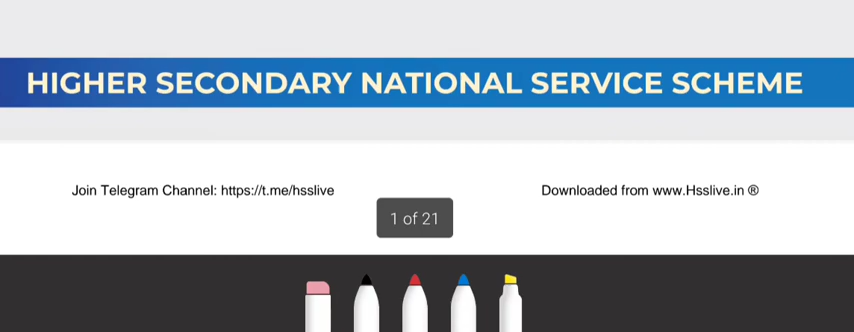 HIGHER SECONDARY NATIONAL SERVICE SCHEME
Join Telegram Channel: https://t.me/hsslive
Downloaded from www.Hsslive.in ®
1 of 21